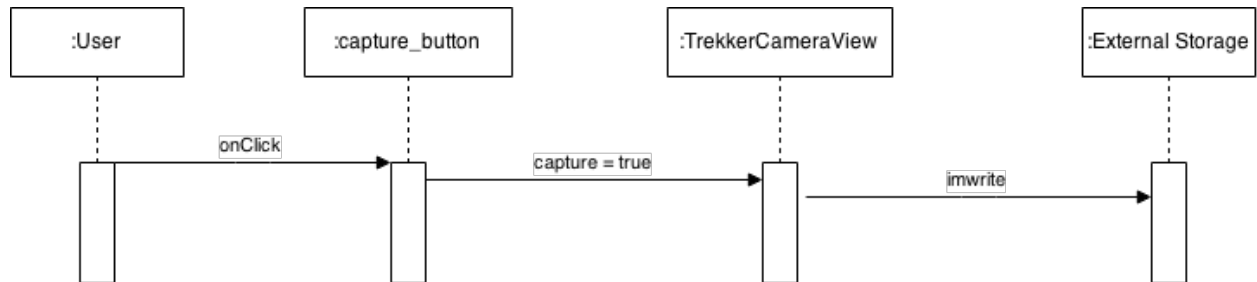 :User
:capture_button
:TrekkerCameraView
:External Storage
onClick
capture = true
imwrite